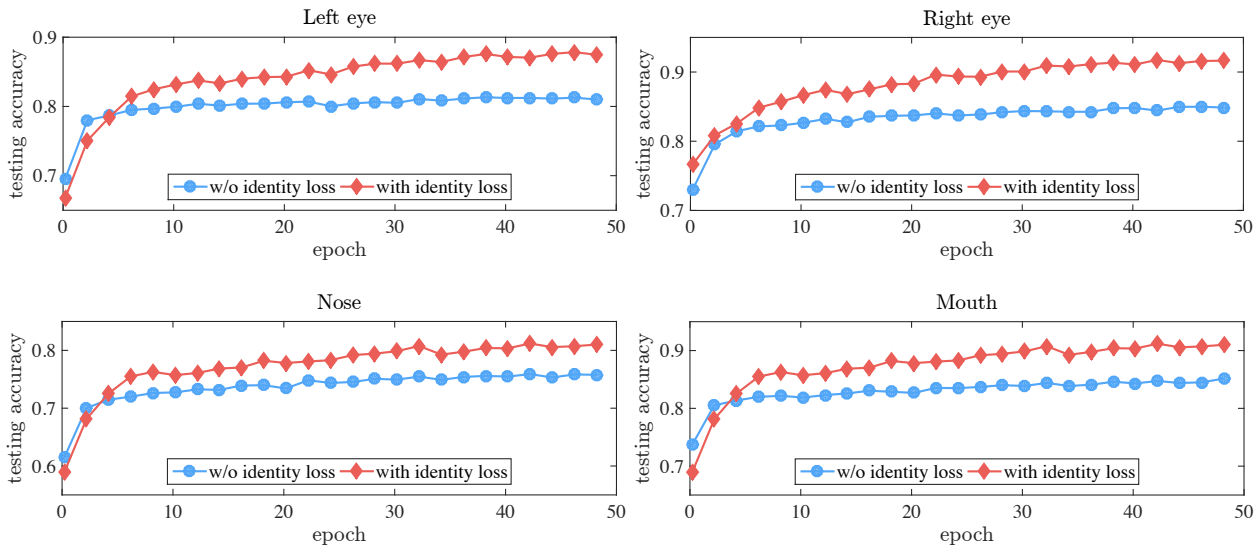 Left eye
testing accuracy
0.9
0.8
0.7
w/o identity loss with identity loss
0 10 20 30 40 50
epoch
Right eye
testing accuracy
0.9
0.8
0.7
w/o identity loss with identity loss
0 10 20 30 40 50
epoch
Nose
testing accuracy
0.8
0.7
0.6
w/o identity loss with identity loss
0 10 20 30 40 50
epoch
Mouth
testing accuracy
0.9
0.8
0.7
w/o identity loss with identity loss
0 10 20 30 40 50
epoch